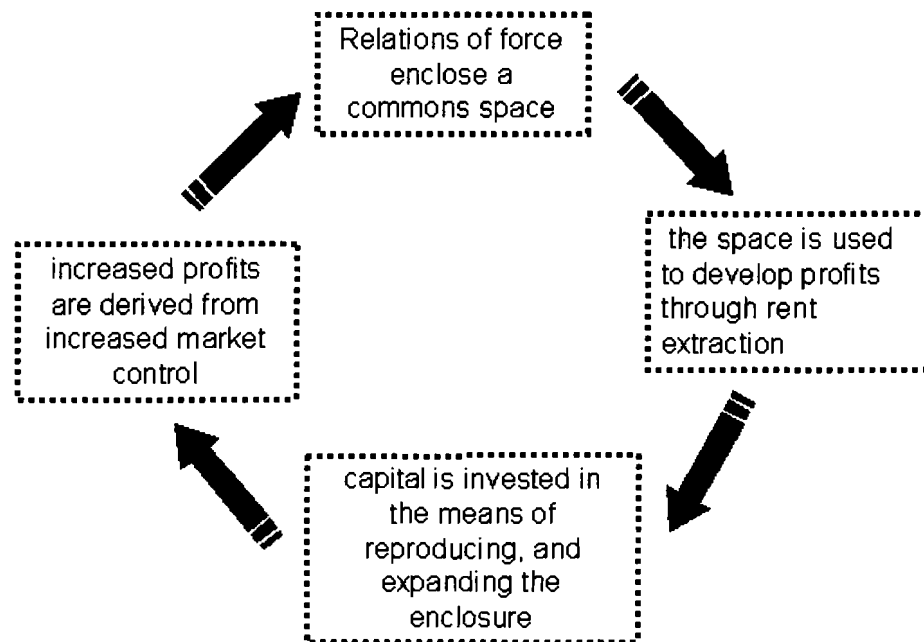 Relations of force
enclose a
commons space
the space is used
to develop profits
through rent
extraction
capital is invested in
the means of
reproducing, and
expanding the
enclosure
increased profits
are derived from
increased market
control